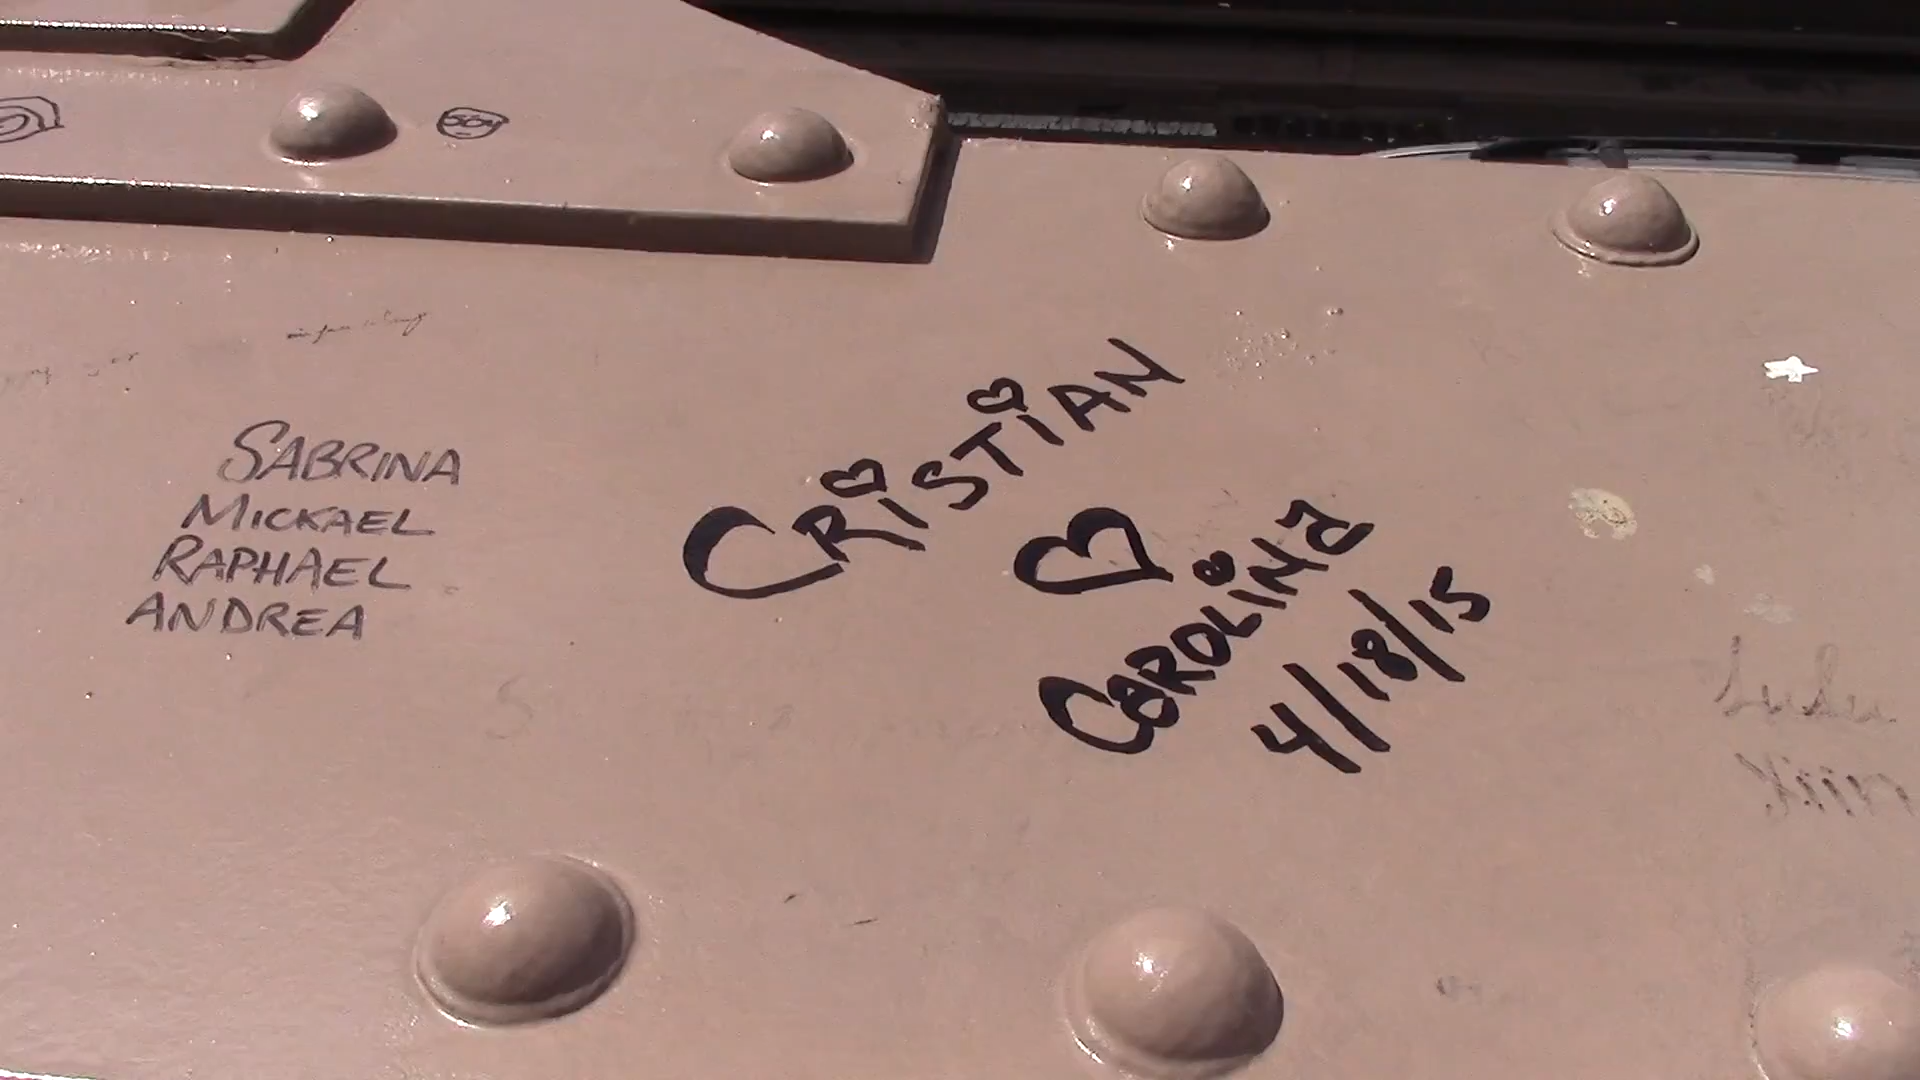 SABRINA
MICKAEL
RAPHAEL
ANDREA
CRiSTiAN
CAROLiNa
4/18/15